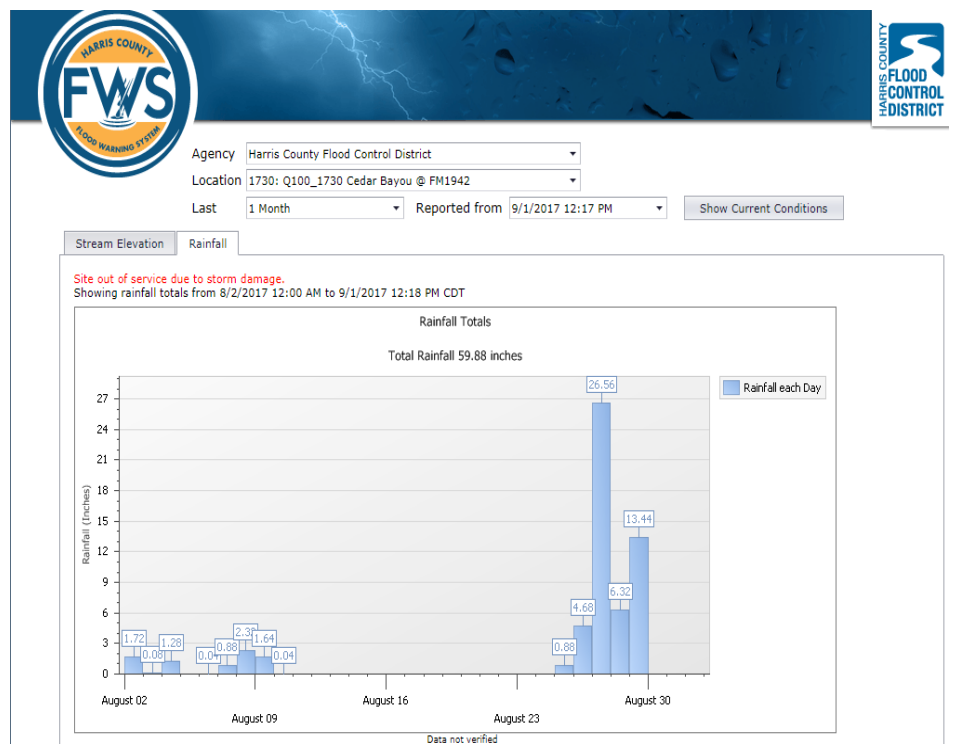 HARRIS COUNTY
FWS
FLOOD WARNING SYSTEM
HARRIS COUNTY
FLOOD
CONTROL
DISTRICT
Agency Harris County Flood Control District
Location 1730: Q100_1730 Cedar Bayou @ FM1942
Last 1 Month Reported from 9/1/2017 12:17 PM Show Current Conditions
Stream Elevation Rainfall
Site out of service due to storm damage.
Showing rainfall totals from 8/2/2017 12:00 AM to 9/1/2017 12:18 PM CDT
Rainfall Totals
Total Rainfall 59.88 inches
Rainfall each Day
Rainfall (Inches)
27
24
21
18
15
12
9
6
3
0
1.72
0.08
1.28
0.88
1.64
0.04
0.88
4.68
26.56
6.32
13.44
August 02
August 09
August 16
August 23
August 30
Data not verified